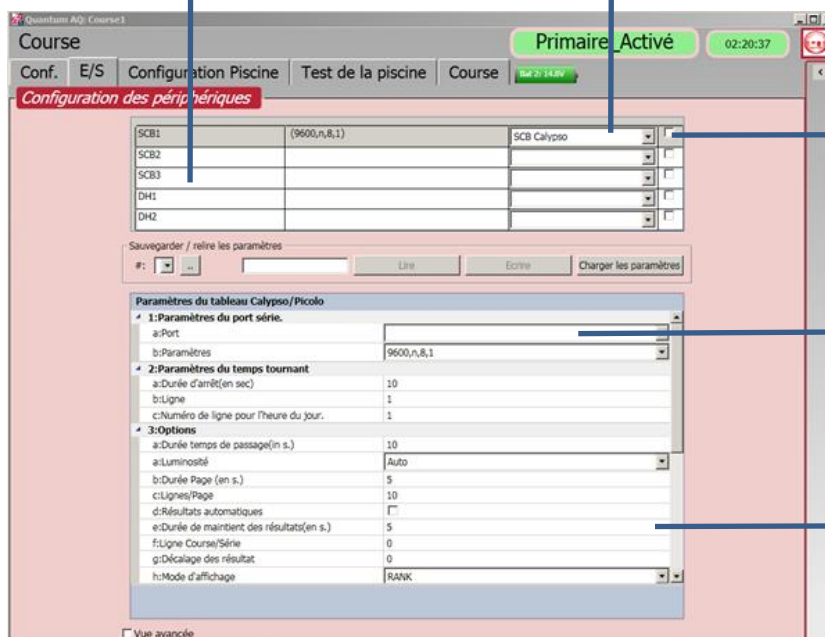 Quantum AQ: Course1
Course
Primaire_Activé
02:20:37
Conf.
E/S
Configuration Piscine
Test de la piscine
Course
Bat 2/ 14.8V
Configuration des périphériques
SCB1 (9600,n,8,1) SCB Calypso
SCB2
SCB3
DH1
DH2
Sauvegarder / relire les paramètres
#: .. Lire Ecrire Charger les paramètres
Paramètres du tableau Calypso/Picolo
1:Paramètres du port série.
a:Port
b:Paramètres 9600,n,8,1
2:Paramètres du temps tournant
a:Durée d'arrêt(en sec) 10
b:Ligne 1
c:Numéro de ligne pour l'heure du jour. 1
3:Options
a:Durée temps de passage(in s.) 10
a:Luminosité Auto
b:Durée Page (en s.) 5
c:Lignes/Page 10
d:Résultats automatiques
e:Durée de maintient des résultats(en s.) 5
f:Ligne Course/Série 0
g:Décalage des résultat 0
h:Mode d'affichage RANK
Vue avancée